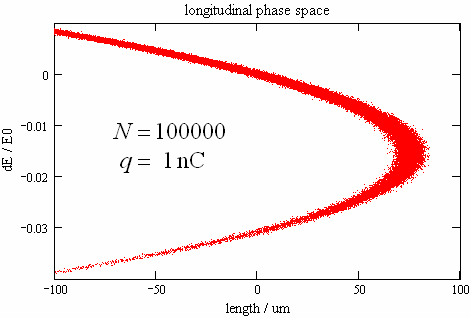 longitudinal phase space
dE / E0
0
−0.01
−0.02
−0.03
N = 100000
q = 1 nC
−100
−50
0
50
100
length / um